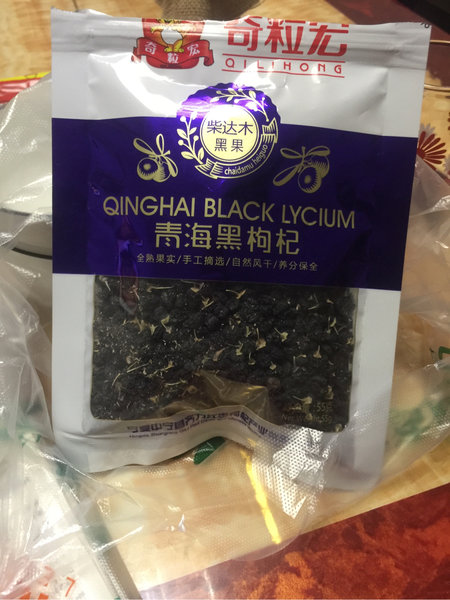 奇粒宏
奇粒宏
QILIHONG
柴达木
黑果
chaidamu heiguo
QINGHAI BLACK LYCIUM
青海黑枸杞
全熟果实/手工摘选/自然风干/养分保全